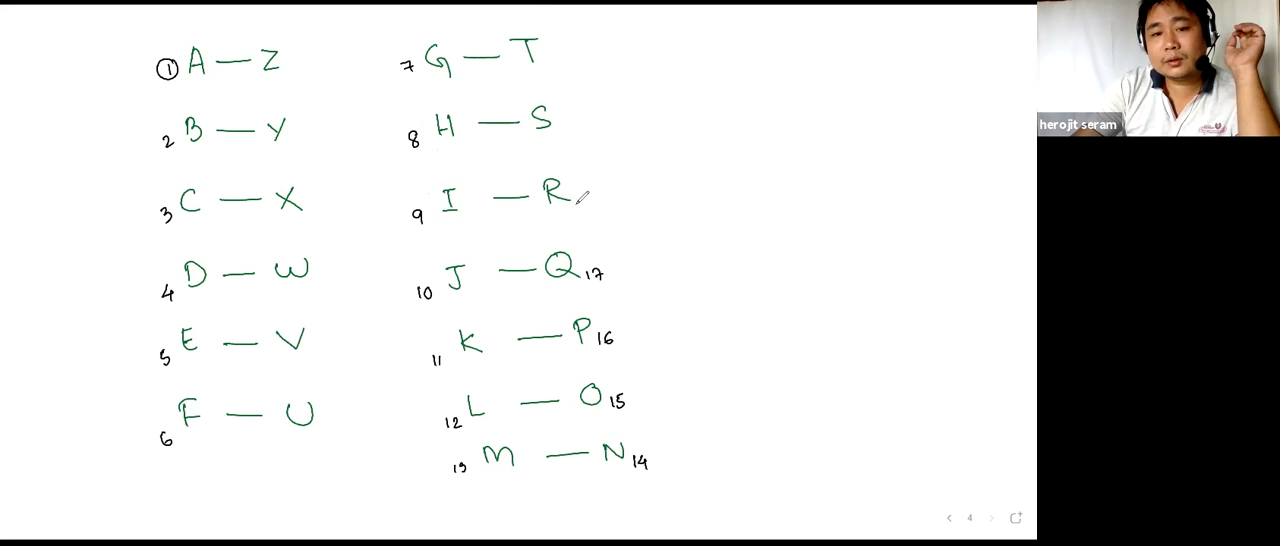 ① A — Z
2 B — Y
3 C — X
4 D — W
5 E — V
6 F — U
7 G — T
8 H — S
9 I — R
10 J — Q 17
11 K — P 16
12 L — O 15
13 M — N 14
herojit seram
4